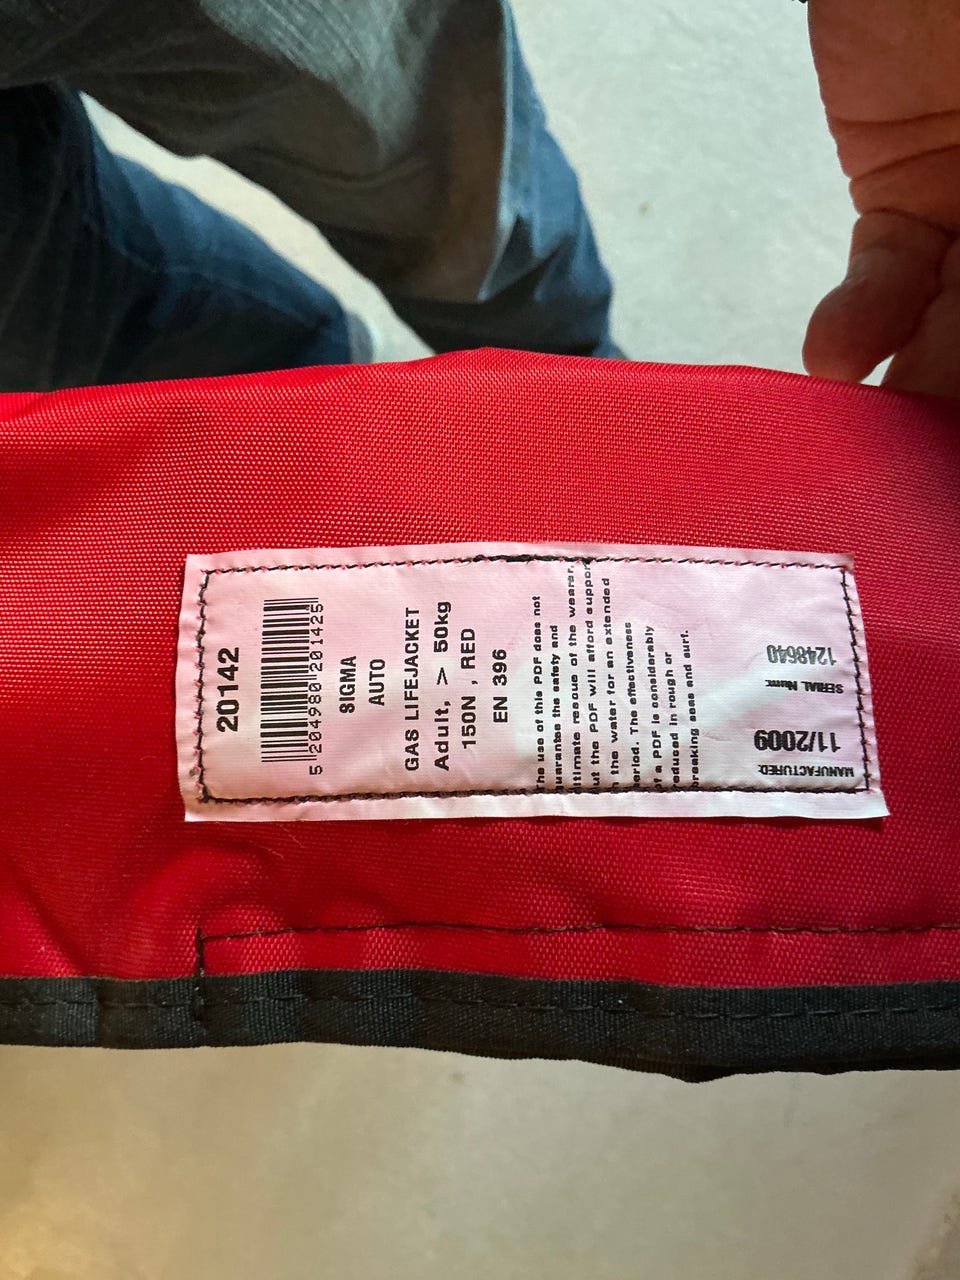 20142
5 204980 201425
SIGMA
AUTO
GAS LIFEJACKET
Adult, > 50kg
150N , RED
EN 396
The use of this PDF does not
guarantee the safety and
ultimate rescue of the wearer,
but the PDF will afford support
in the water for an extended
period. The effectiveness
of a PDF is considerably
reduced in rough or
breaking seas and surf.
MANUFACTURED:
11/2009
SERIAL Num:
1248640